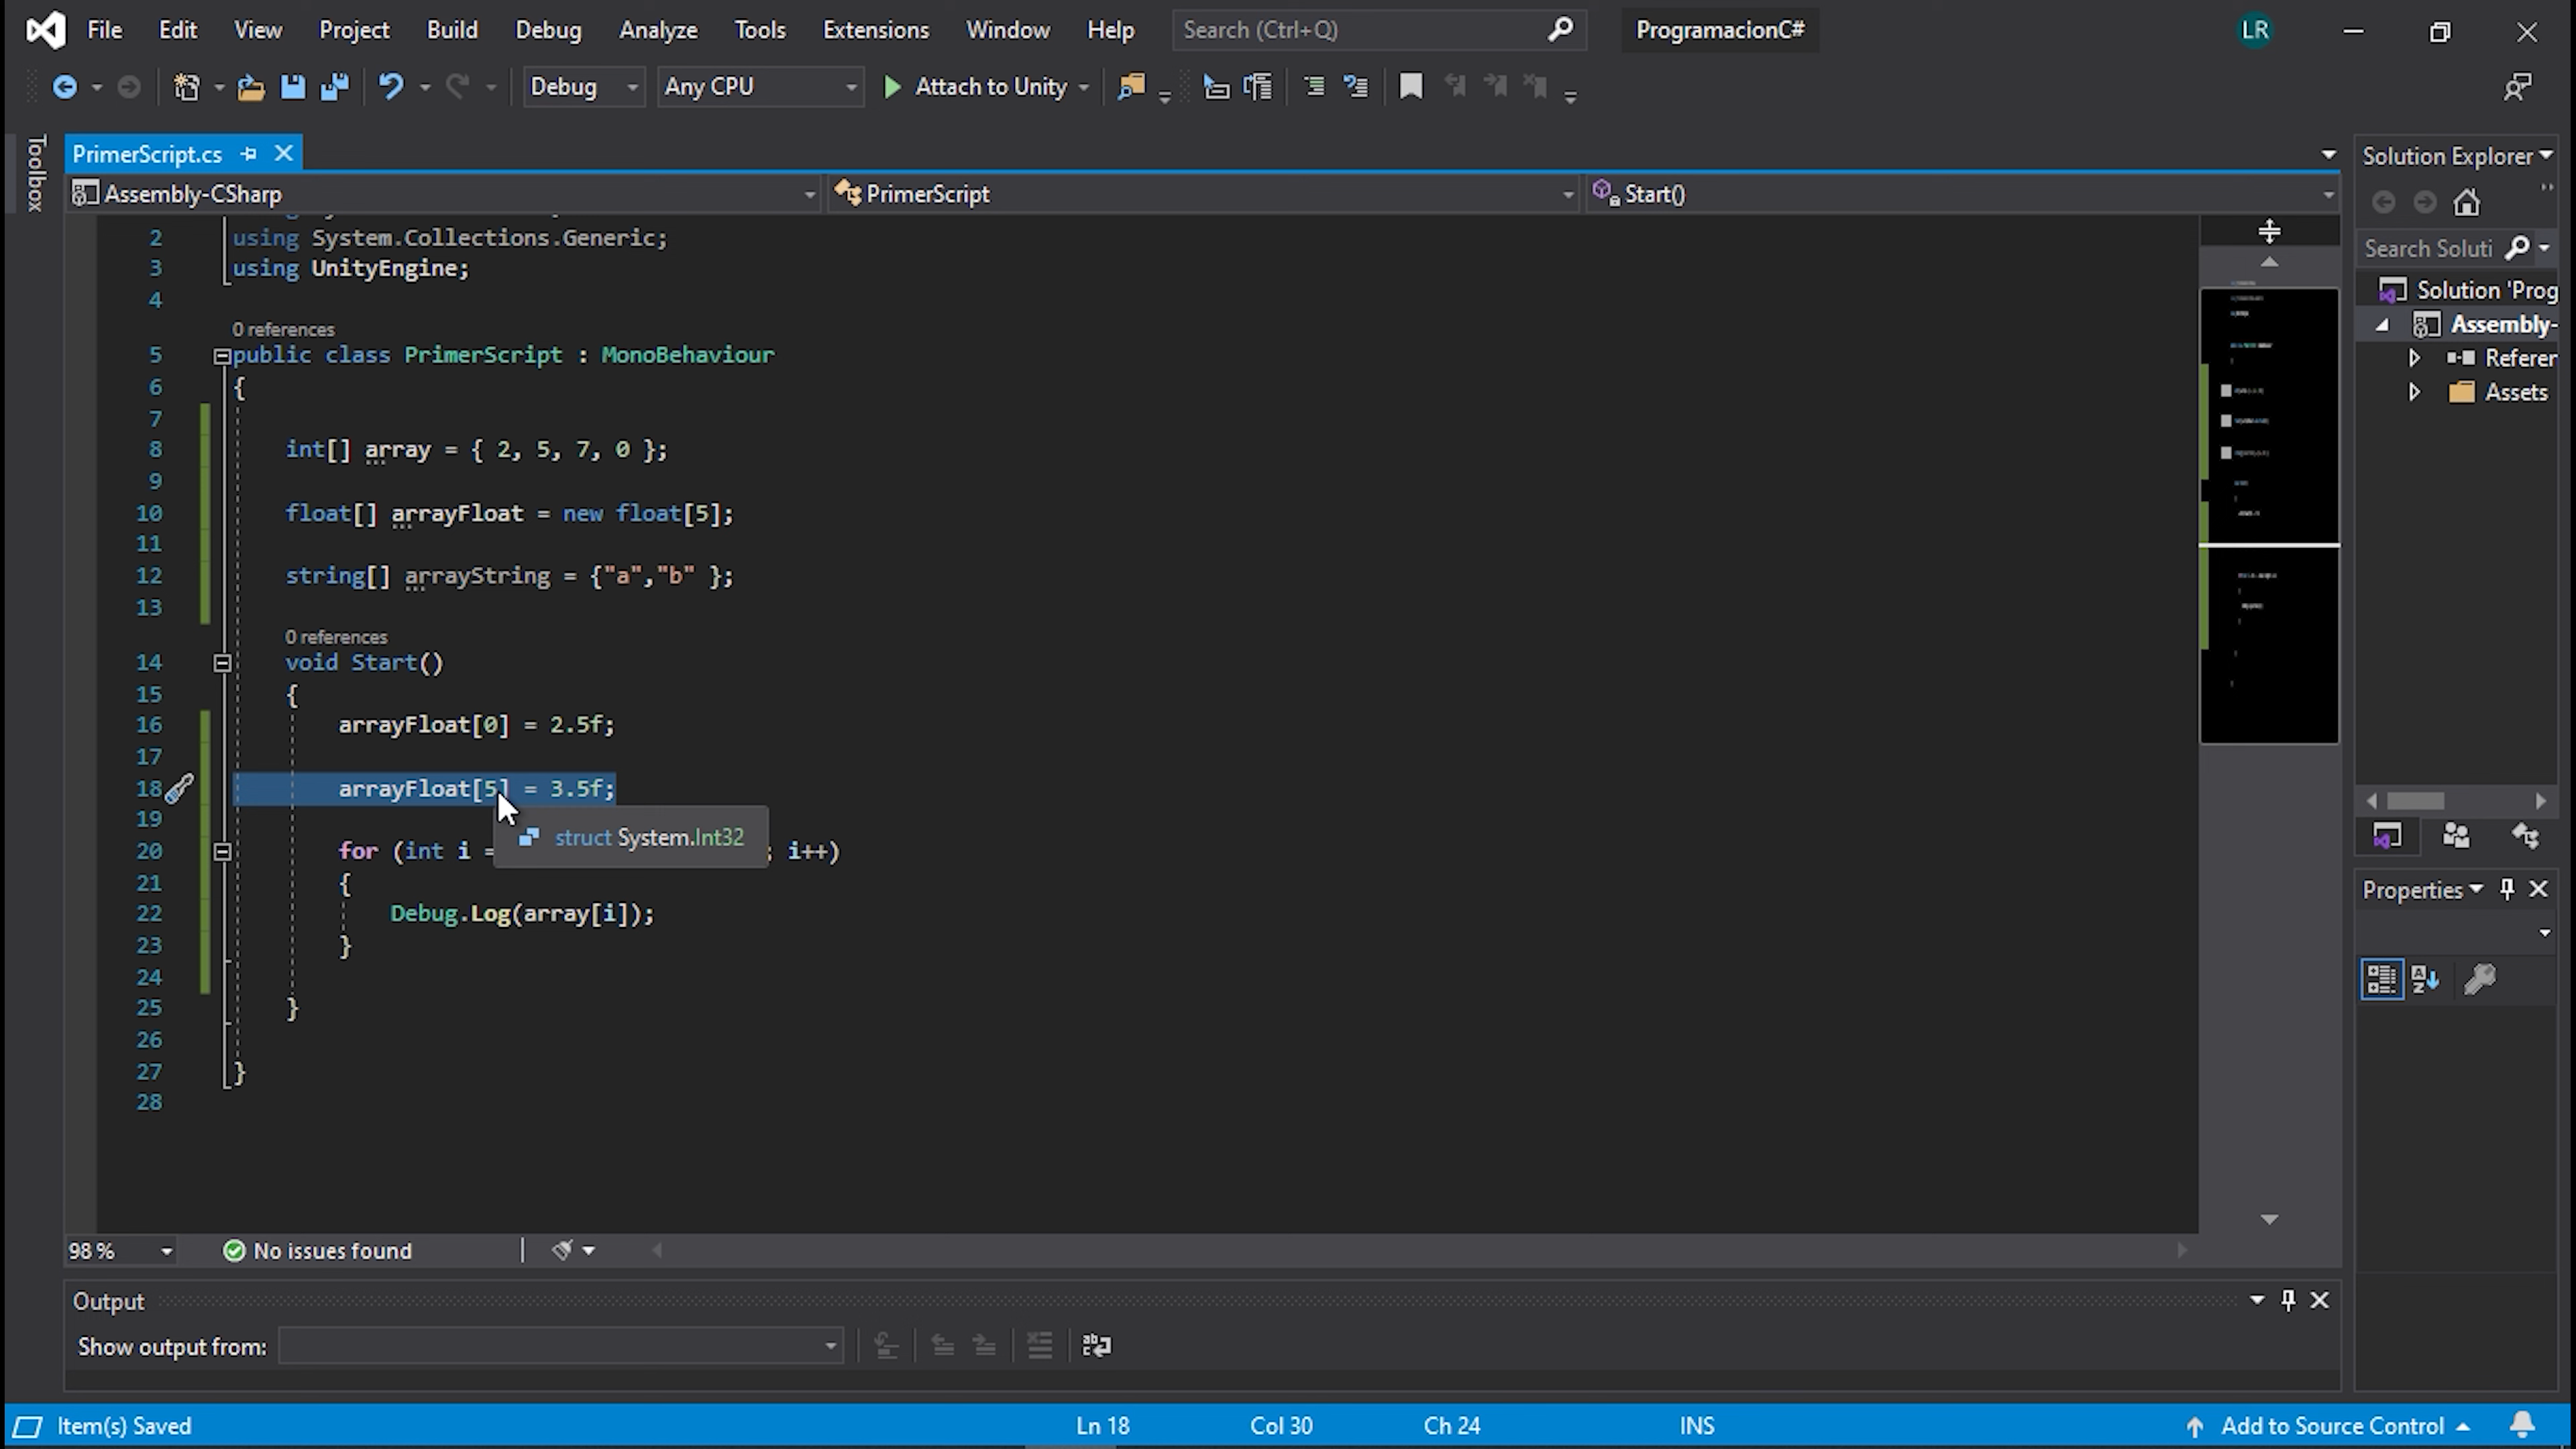 File Edit View Project Build Debug Analyze Tools Extensions Window Help Search (Ctrl+Q) ProgramacionC# LR
Debug Any CPU Attach to Unity
Toolbox
PrimerScript.cs
Assembly-CSharp PrimerScript Start()
2 using System.Collections.Generic;
3 using UnityEngine;
4
0 references
5 public class PrimerScript : MonoBehaviour
6 {
7
8 int[] array = { 2, 5, 7, 0 };
9
10 float[] arrayFloat = new float[5];
11
12 string[] arrayString = {"a","b" };
13
0 references
14 void Start()
15 {
16 arrayFloat[0] = 2.5f;
17
18 arrayFloat[5] = 3.5f;
19
struct System.Int32
20 for (int i = ; i++)
21 {
22 Debug.Log(array[i]);
23 }
24
25 }
26
27 }
28
98 % No issues found
Output
Show output from:
Item(s) Saved Ln 18 Col 30 Ch 24 INS Add to Source Control
Solution Explorer
Search Soluti
Solution 'Prog
Assembly-
Referen
Assets
Properties